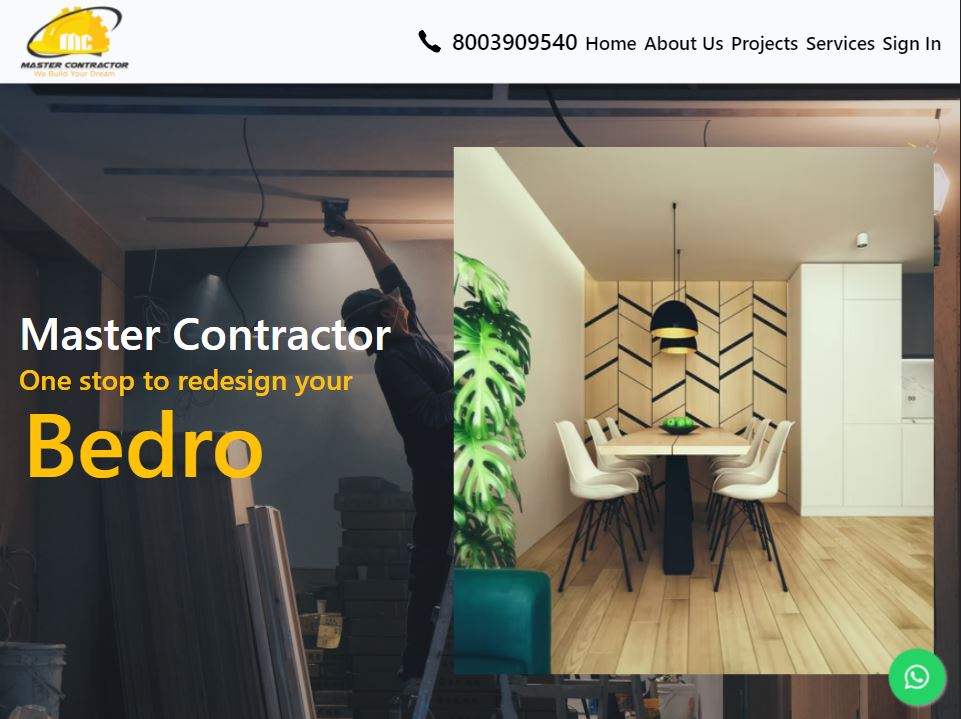 mc
MASTER CONTRACTOR
We Build Your Dream
8003909540 Home About Us Projects Services Sign In
Master Contractor
One stop to redesign your
Bedro